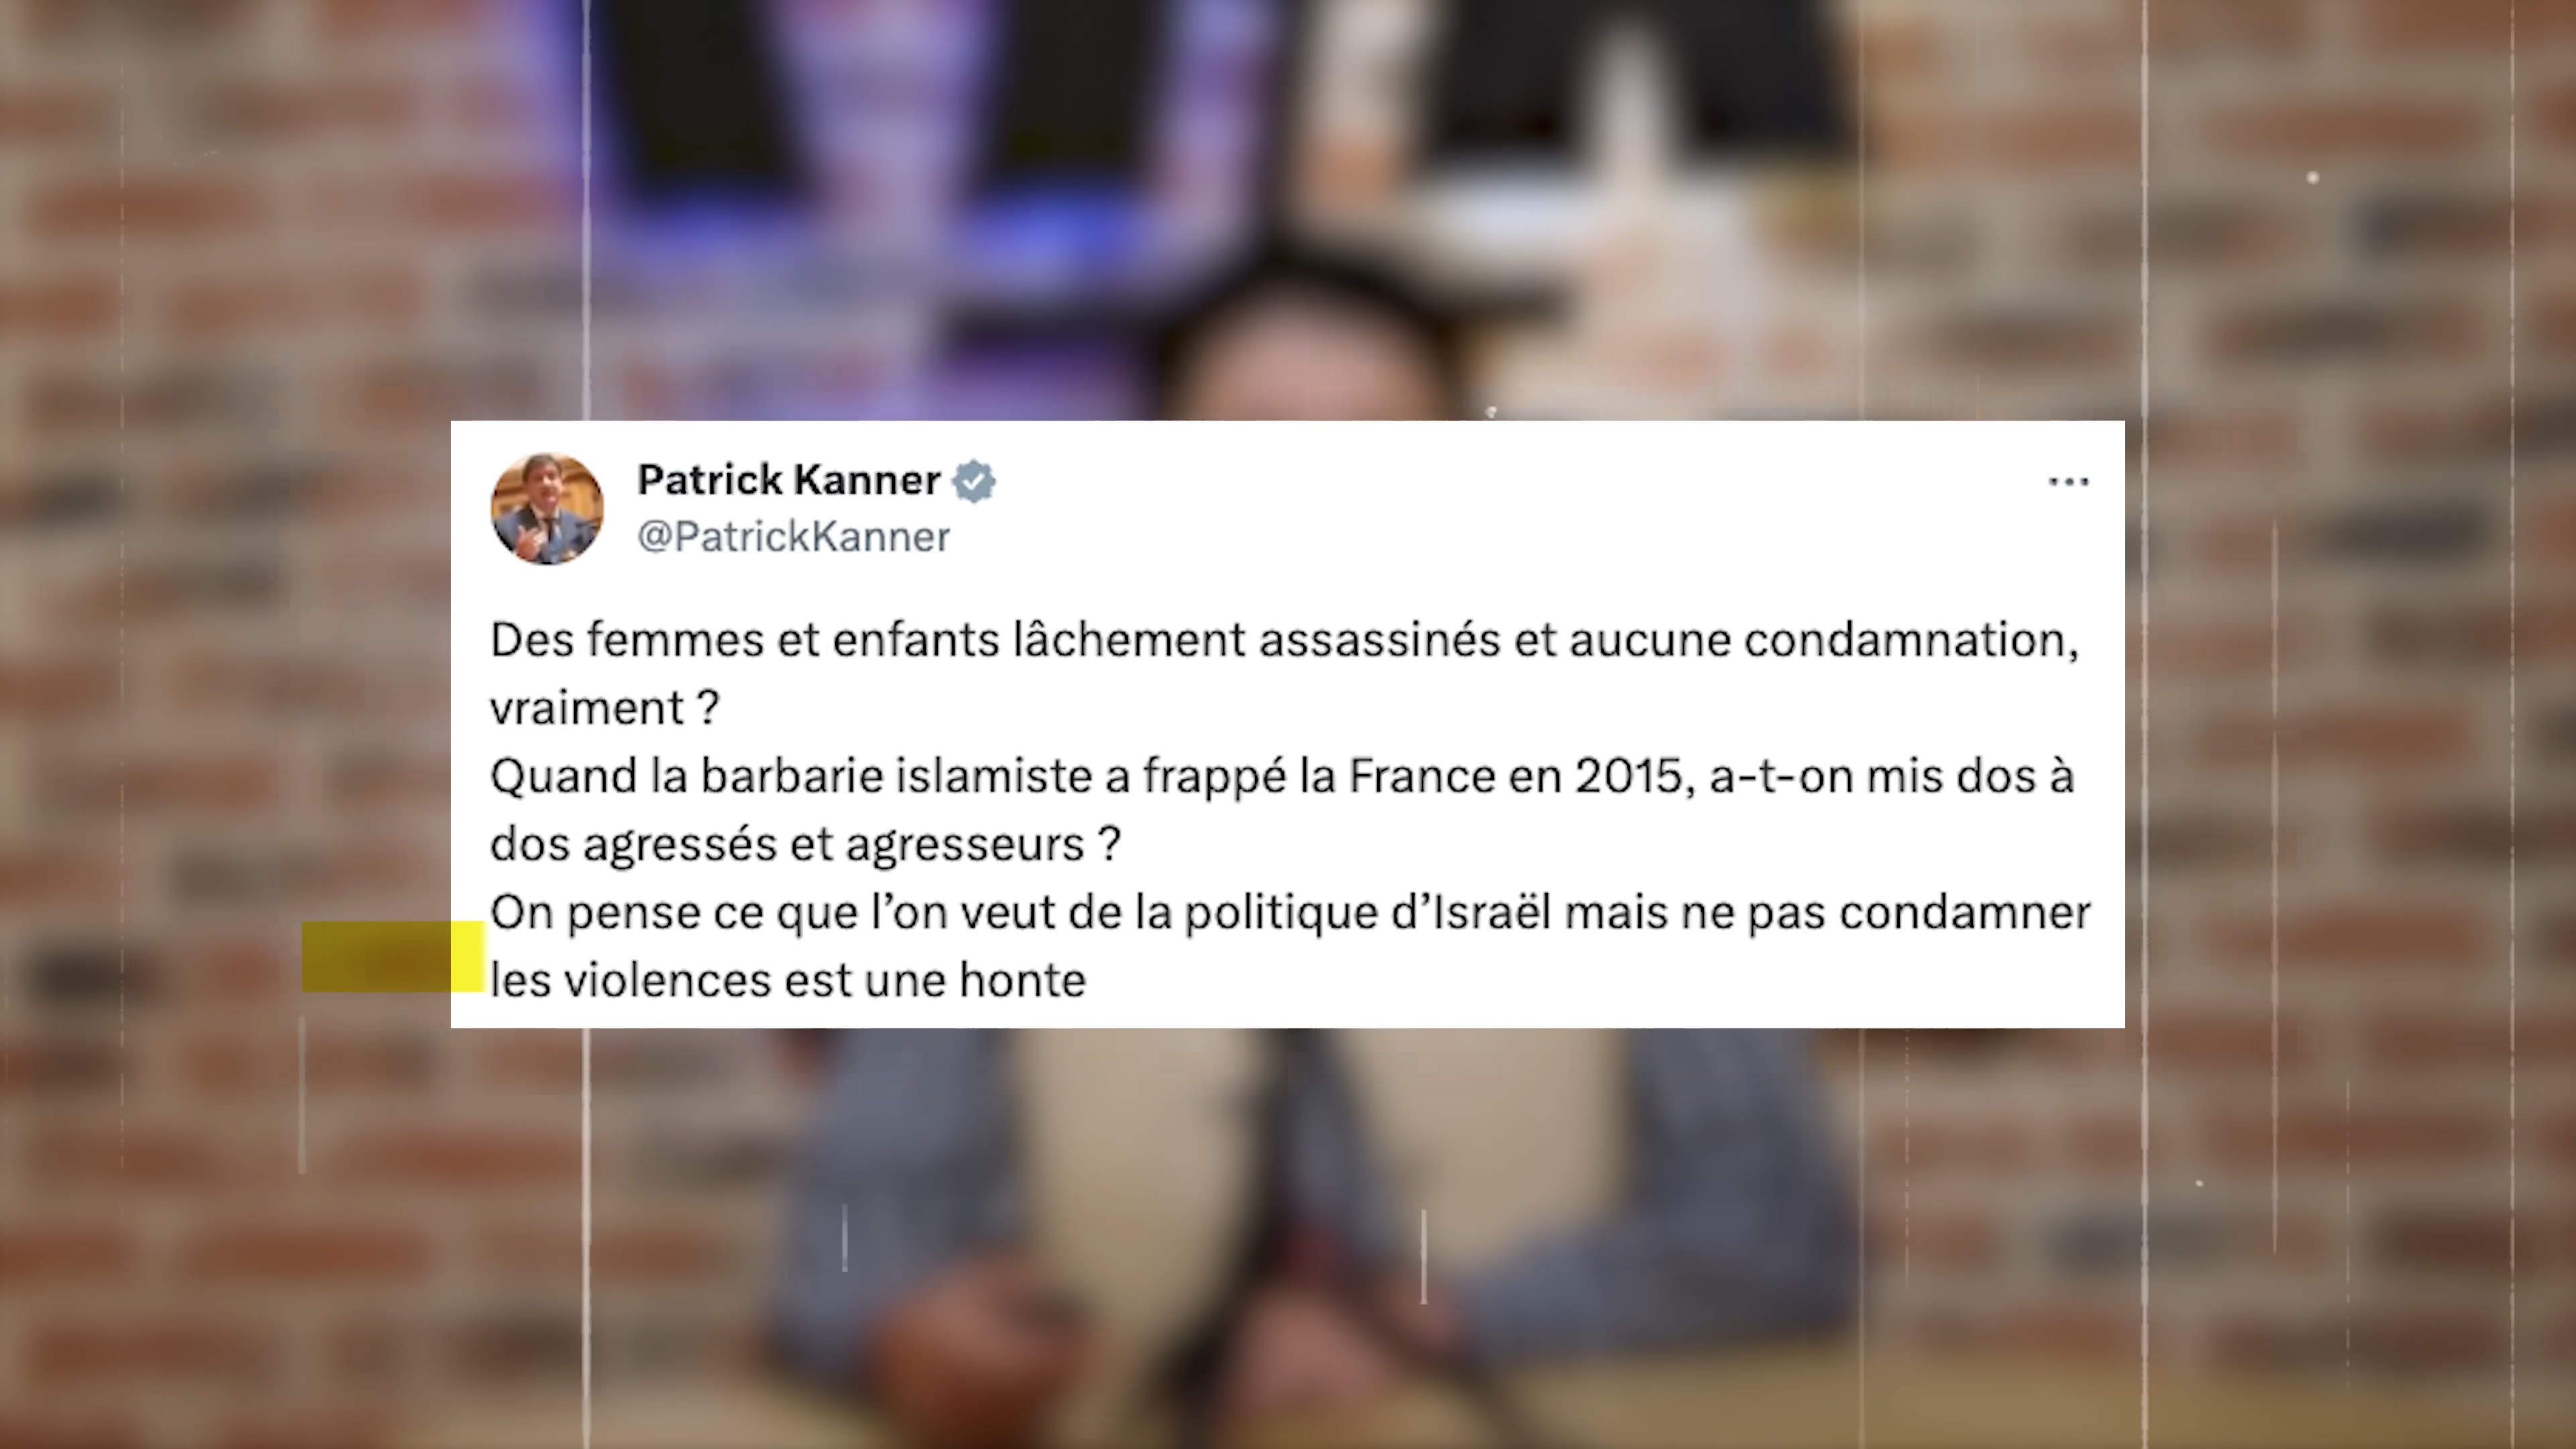 Patrick Kanner
@PatrickKanner
Des femmes et enfants lâchement assassinés et aucune condamnation,
vraiment ?
Quand la barbarie islamiste a frappé la France en 2015, a-t-on mis dos à
dos agressés et agresseurs ?
On pense ce que l’on veut de la politique d’Israël mais ne pas condamner
les violences est une honte